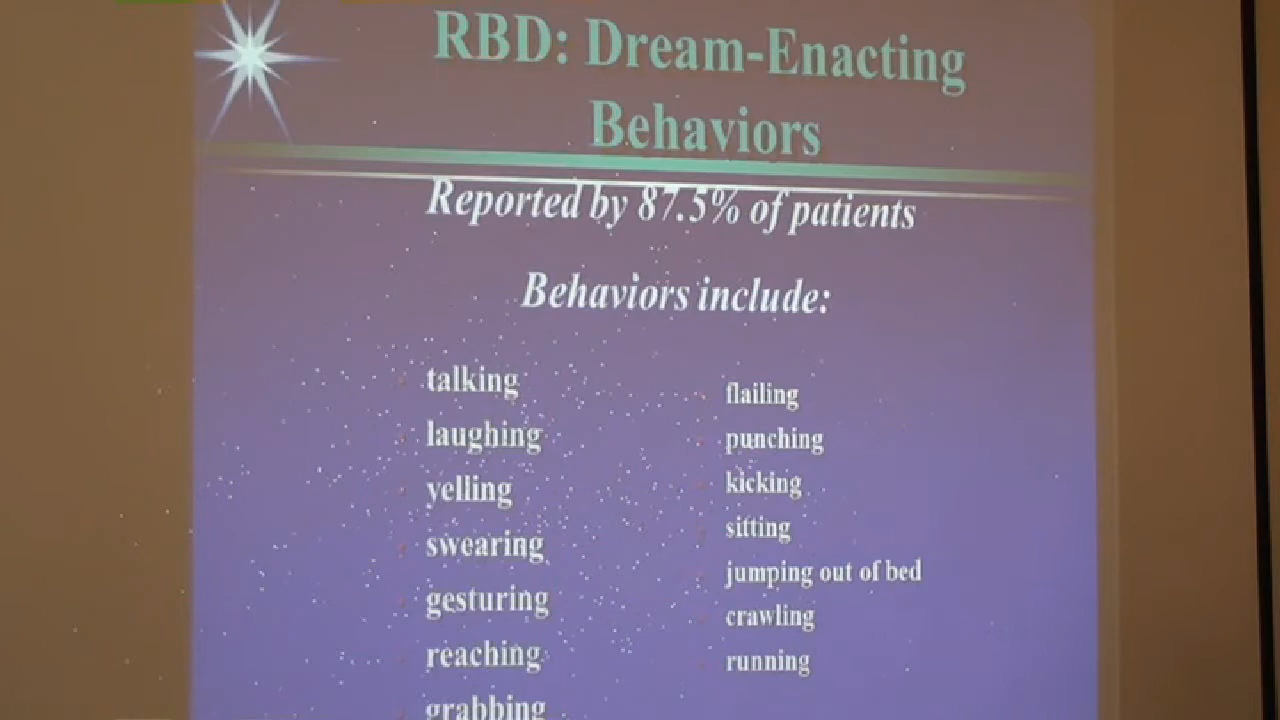 RBD: Dream-Enacting
Behaviors
Reported by 87.5% of patients
Behaviors include:
talking
laughing
yelling
swearing
gesturing
reaching
grabbing
flailing
punching
kicking
sitting
jumping out of bed
crawling
running